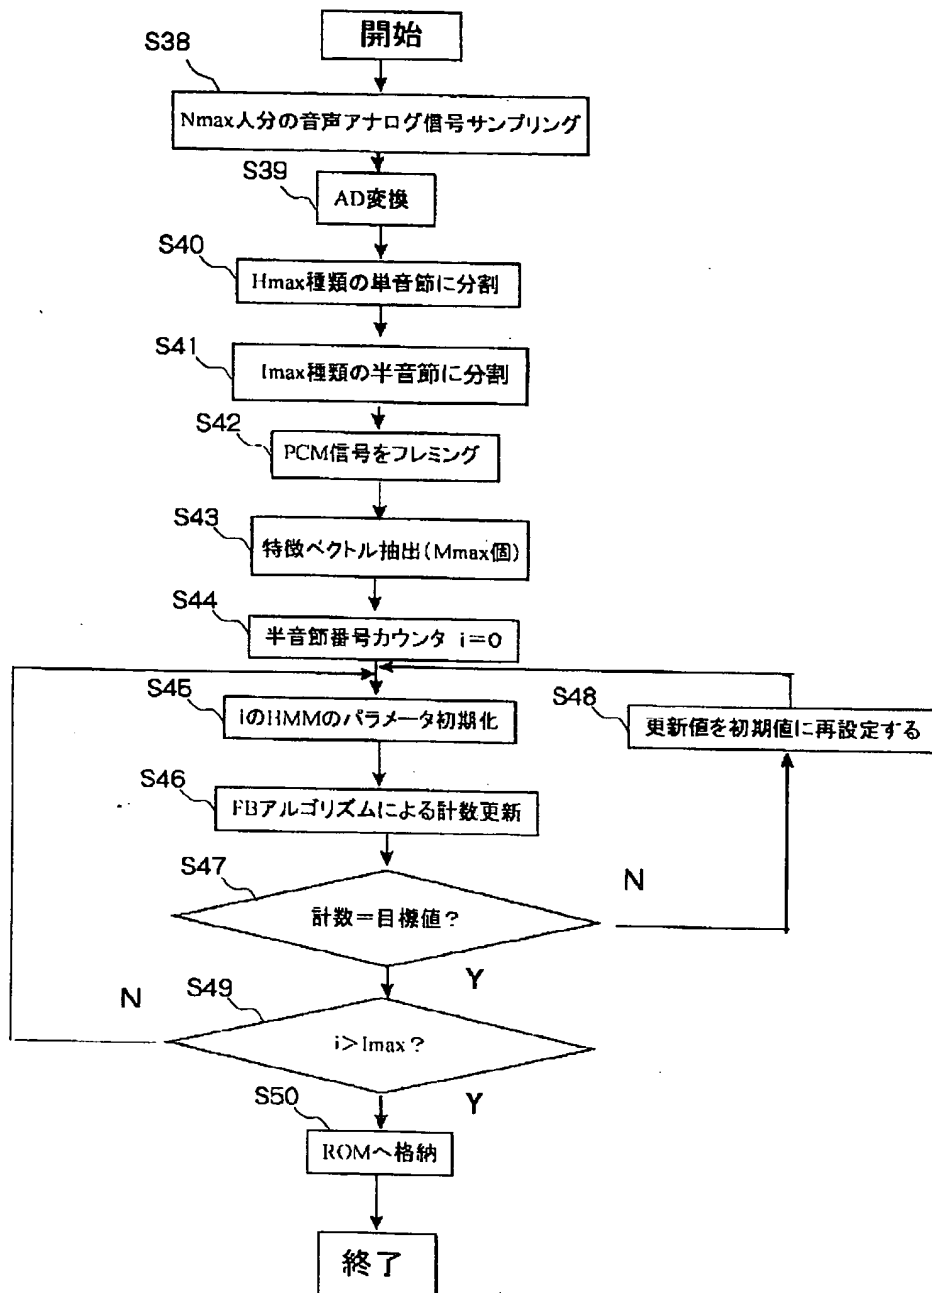 開始
S38
Nmax人分の音声アナログ信号サンプリング
S39
AD変換
S40
Hmax種類の単音節に分割
S41
Imax種類の半音節に分割
S42
PCM信号をフレミング
S43
特徴ベクトル抽出(Mmax個)
S44
半音節番号カウンタ i=0
S45
iのHMMのパラメータ初期化
S48
更新値を初期値に再設定する
S46
FBアルゴリズムによる計数更新
S47
計数=目標値?
N
Y
S49
N
i>Imax?
Y
S50
ROMへ格納
終了